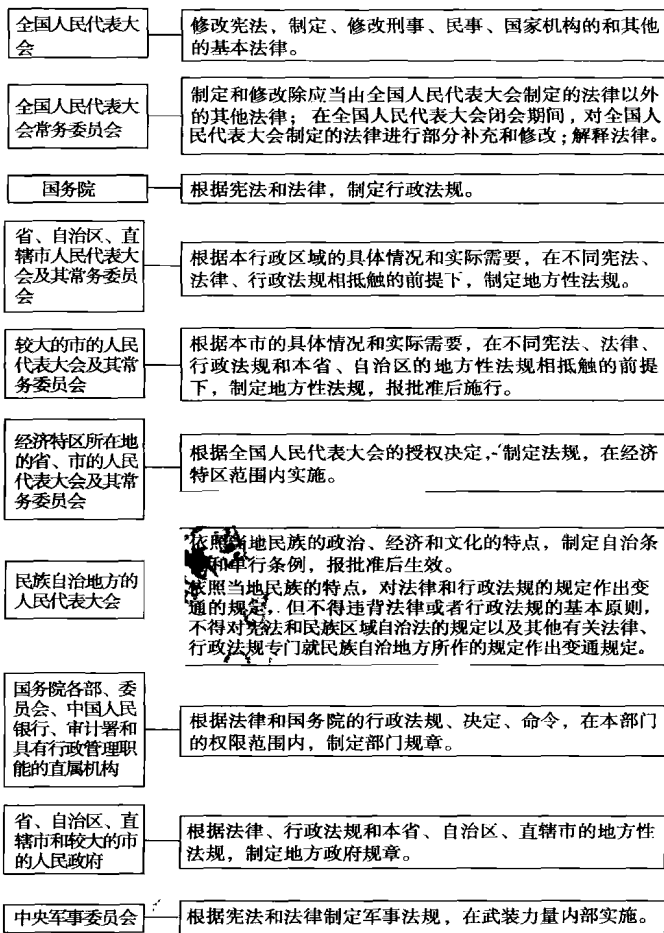 全国人民代表大
会
修改宪法，制定、修改刑事、民事、国家机构的和其他
的基本法律。
全国人民代表大
会常务委员会
制定和修改除应当由全国人民代表大会制定的法律以外
的其他法律；在全国人民代表大会闭会期间，对全国人
民代表大会制定的法律进行部分补充和修改；解释法律。
国务院
根据宪法和法律，制定行政法规。
省、自治区、直
辖市人民代表大
会及其常务委员
会
根据本行政区域的具体情况和实际需要，在不同宪法、
法律、行政法规相抵触的前提下，制定地方性法规。
较大的市的人民
代表大会及其常
务委员会
根据本市的具体情况和实际需要，在不同宪法、法律、
行政法规和本省、自治区的地方性法规相抵触的前提
下，制定地方性法规，报批准后施行。
经济特区所在地
的省、市的人民
代表大会及其常
务委员会
根据全国人民代表大会的授权决定，制定法规，在经济
特区范围内实施。
民族自治地方的
人民代表大会
依照当地民族的政治、经济和文化的特点，制定自治条
和单行条例，报批准后生效。
依照当地民族的特点，对法律和行政法规的规定作出变
通的规定，但不得违背法律或者行政法规的基本原则，
不得对宪法和民族区域自治法的规定以及其他有关法律、
行政法规专门就民族自治地方所作的规定作出变通规定。
国务院各部、委
员会、中国人民
银行、审计署和
具有行政管理职
能的直属机构
根据法律和国务院的行政法规、决定、命令，在本部门
的权限范围内，制定部门规章。
省、自治区、直
辖市和较大的市
的人民政府
根据法律、行政法规和本省、自治区、直辖市的地方性
法规，制定地方政府规章。
中央军事委员会
根据宪法和法律制定军事法规，在武装力量内部实施。